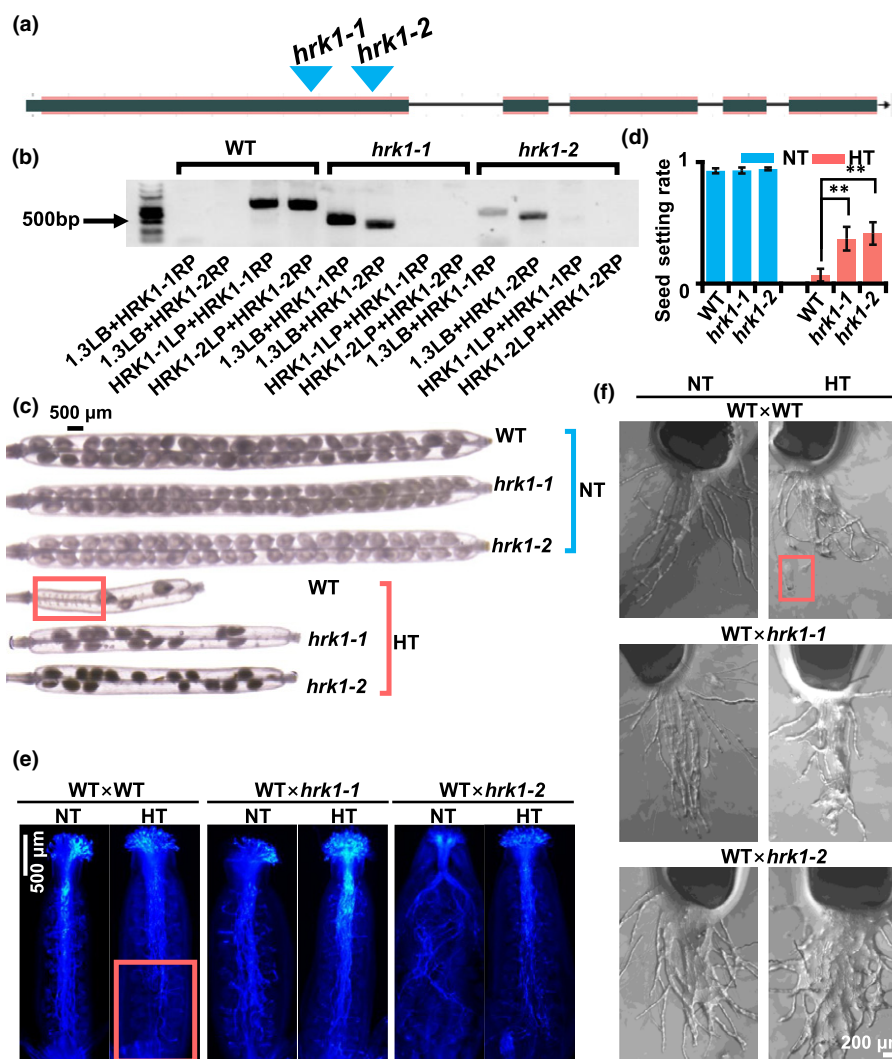 (a)
hrk1-1
hrk1-2
(b)
WT
hrk1-1
hrk1-2
500bp
1.3LB+HRK1-1RP
1.3LB+HRK1-2RP
HRK1-1LP+HRK1-1RP
HRK1-2LP+HRK1-2RP
1.3LB+HRK1-1RP
1.3LB+HRK1-2RP
HRK1-1LP+HRK1-1RP
HRK1-2LP+HRK1-2RP
1.3LB+HRK1-1RP
1.3LB+HRK1-2RP
HRK1-1LP+HRK1-1RP
HRK1-2LP+HRK1-2RP
(d)
NT
HT
Seed setting rate
1
0
**
**
WT
hrk1-1
hrk1-2
WT
hrk1-1
hrk1-2
(c)
500 µm
WT
hrk1-1
hrk1-2
NT
WT
hrk1-1
hrk1-2
HT
(e)
WT×WT
WT×hrk1-1
WT×hrk1-2
NT
HT
NT
HT
NT
HT
500 µm
(f)
NT
HT
WT×WT
WT×hrk1-1
WT×hrk1-2
200 µ